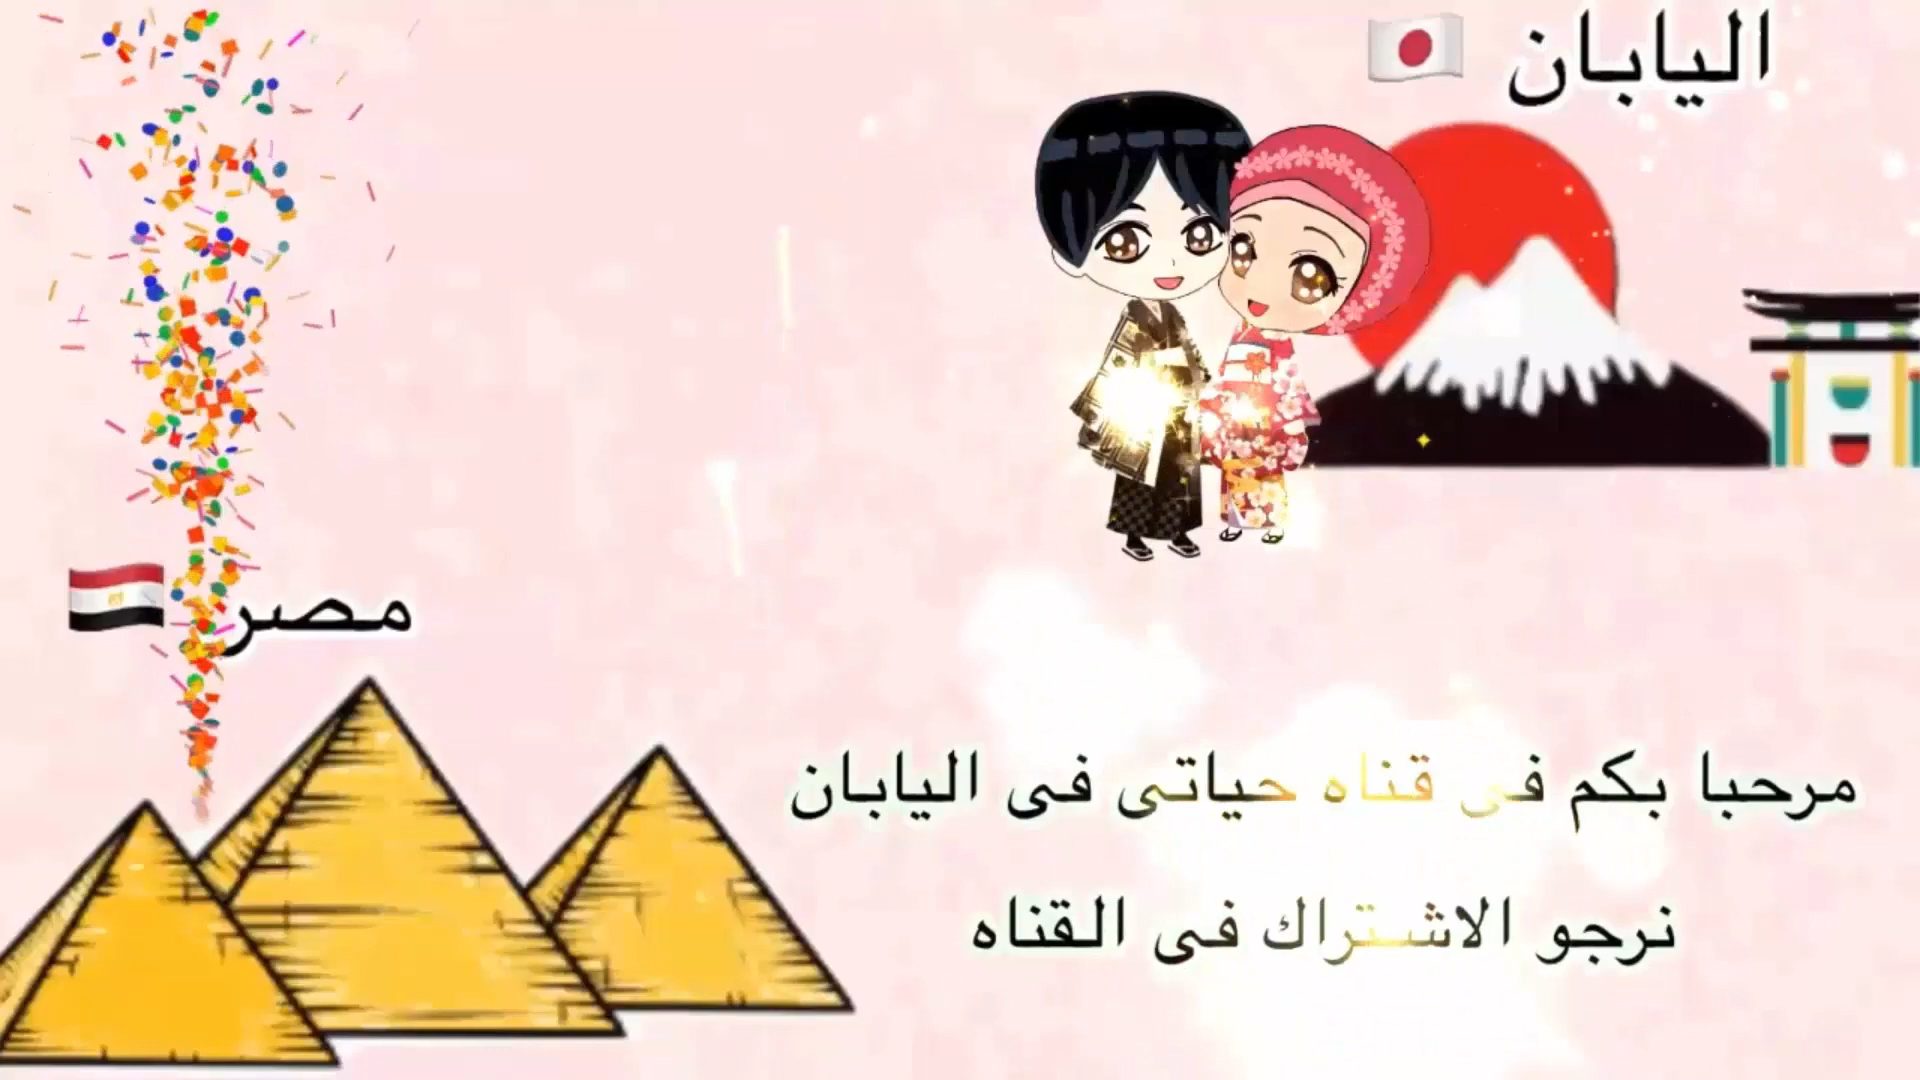 اليابان
مصر
مرحبا بكم فى قناه حياتى فى اليابان
نرجو الاشتراك فى القناه